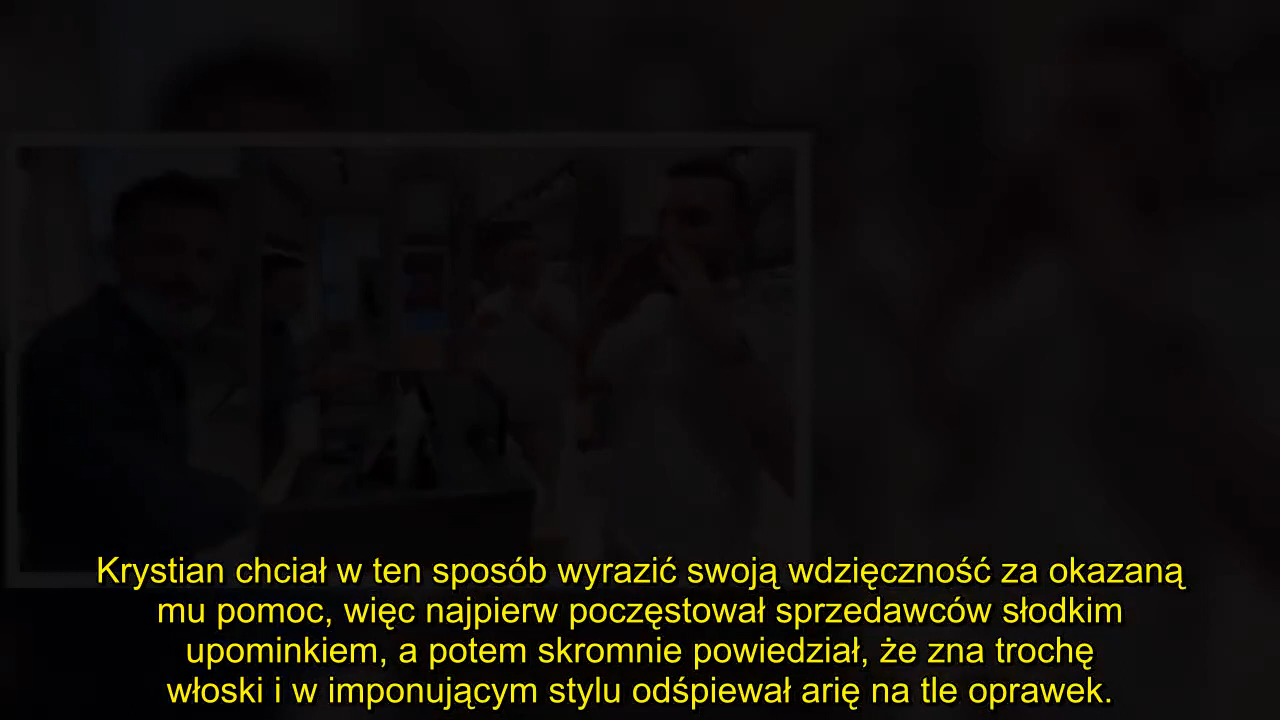 Krystian chciał w ten sposób wyrazić swoją wdzięczność za okazaną
mu pomoc, więc najpierw poczęstował sprzedawców słodkim
upominkiem, a potem skromnie powiedział, że zna trochę
włoski i w imponującym stylu odśpiewał arię na tle oprawek.